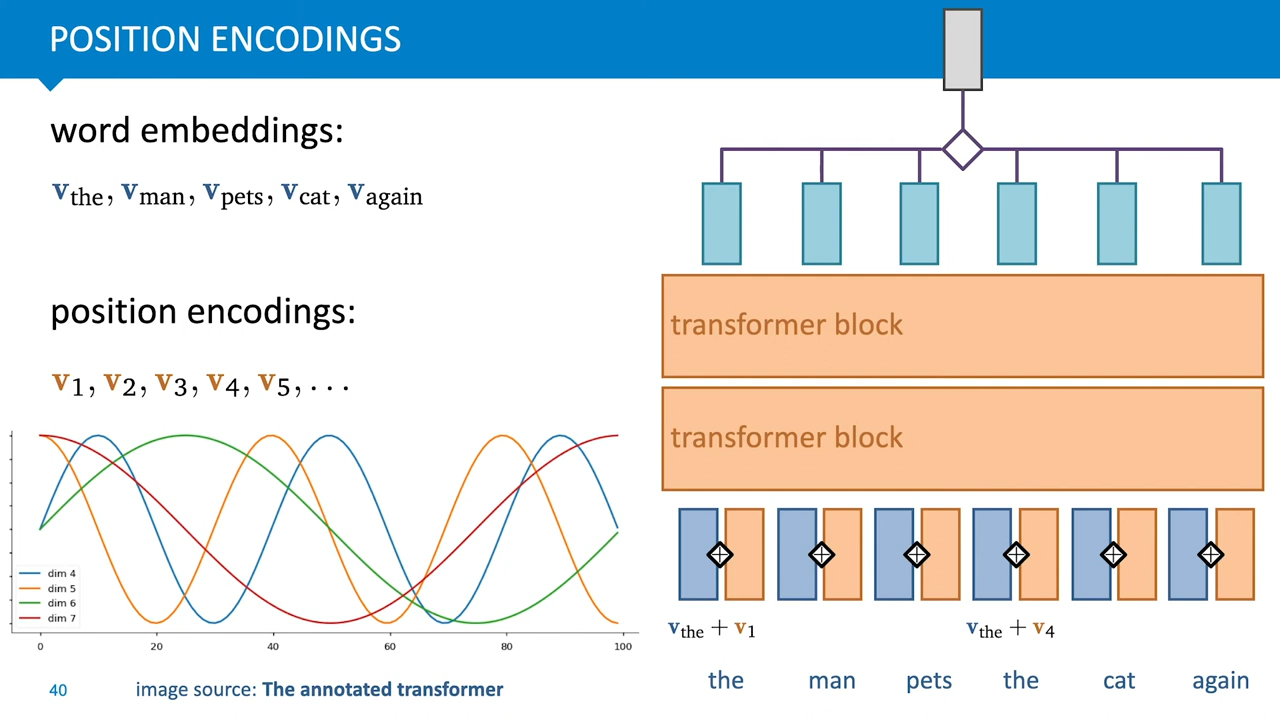 POSITION ENCODINGS
word embeddings:
v_the, v_man, v_pets, v_cat, v_again
position encodings:
v_1, v_2, v_3, v_4, v_5, . . .
dim 4
dim 5
dim 6
dim 7
0 20 40 60 80 100
40 image source: The annotated transformer
transformer block
transformer block
v_the + v_1 v_the + v_4
the man pets the cat again